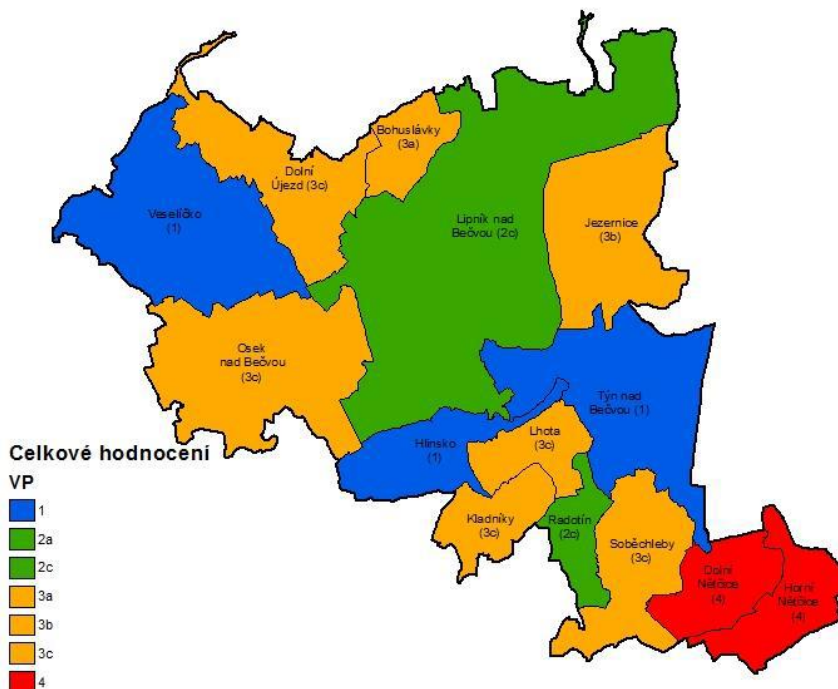 Bohuslávky
(3a)
Dolní
Újezd (3c)
Veselíčko
(1)
Lipník nad
Bečvou (2c)
Jezernice
(3b)
Osek
nad Bečvou
(3c)
Týn nad
Bečvou (1)
Hlinsko
(1)
Lhota
(3c)
Kladníky
(3c)
Radotín
(2c)
Soběchleby
(3c)
Dolní
Nětčice
(4)
Horní
Nětčice
(4)
Celkové hodnocení
VP
1
2a
2c
3a
3b
3c
4